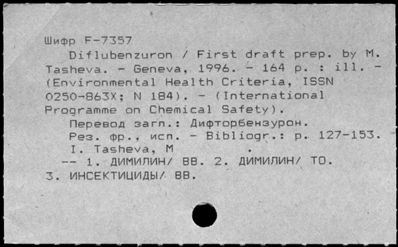 Шифр F-7357
Diflubenzuron / First draft prep. by M.
Tasheva. - Geneva, 1996. - 164 p. : ill. -
(Environmental Health Criteria, ISSN
0250-863X; N 184). - (International
Programme on Chemical Safety).
Перевод загл.: Дифторбензурон.
Рез. фр., исп. - Bibliogr.: p. 127-153.
I. Tasheva, M
-- 1. ДИМИЛИН/ ВВ. 2. ДИМИЛИН/ ТО.
3. ИНСЕКТИЦИДЫ/ ВВ.